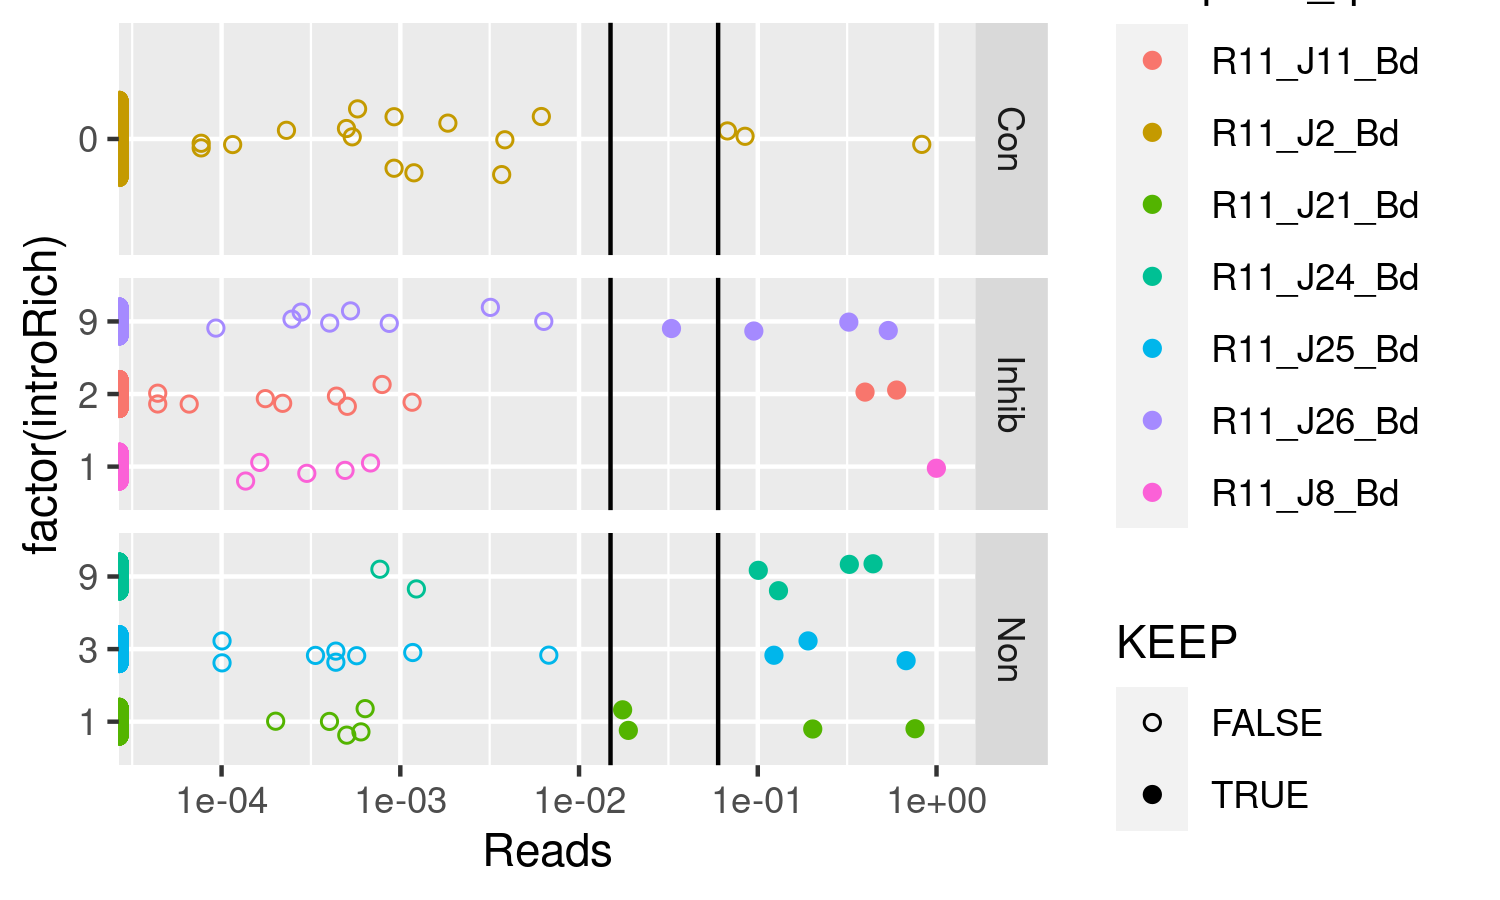 factor(introRich)
0
Con
9
2
1
Inhib
9
3
1
Non
1e-04 1e-03 1e-02 1e-01 1e+00
Reads
R11_J11_Bd
R11_J2_Bd
R11_J21_Bd
R11_J24_Bd
R11_J25_Bd
R11_J26_Bd
R11_J8_Bd
KEEP
FALSE
TRUE